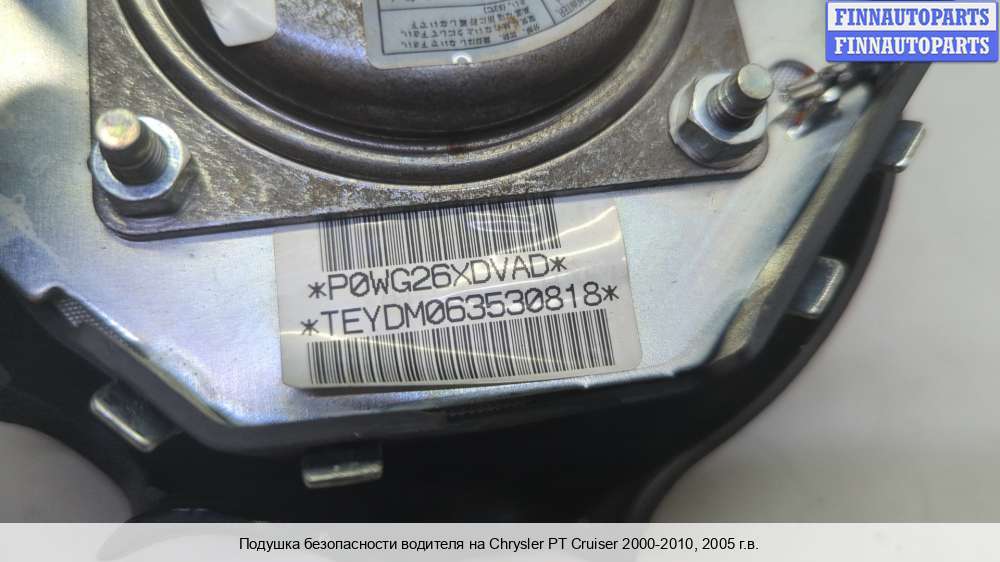 FINNAUTOPARTS
FINNAUTOPARTS
*P0WG26XDVAD*
*TEYDM063530818*
Подушка безопасности водителя на Chrysler PT Cruiser 2000-2010, 2005 г.в.